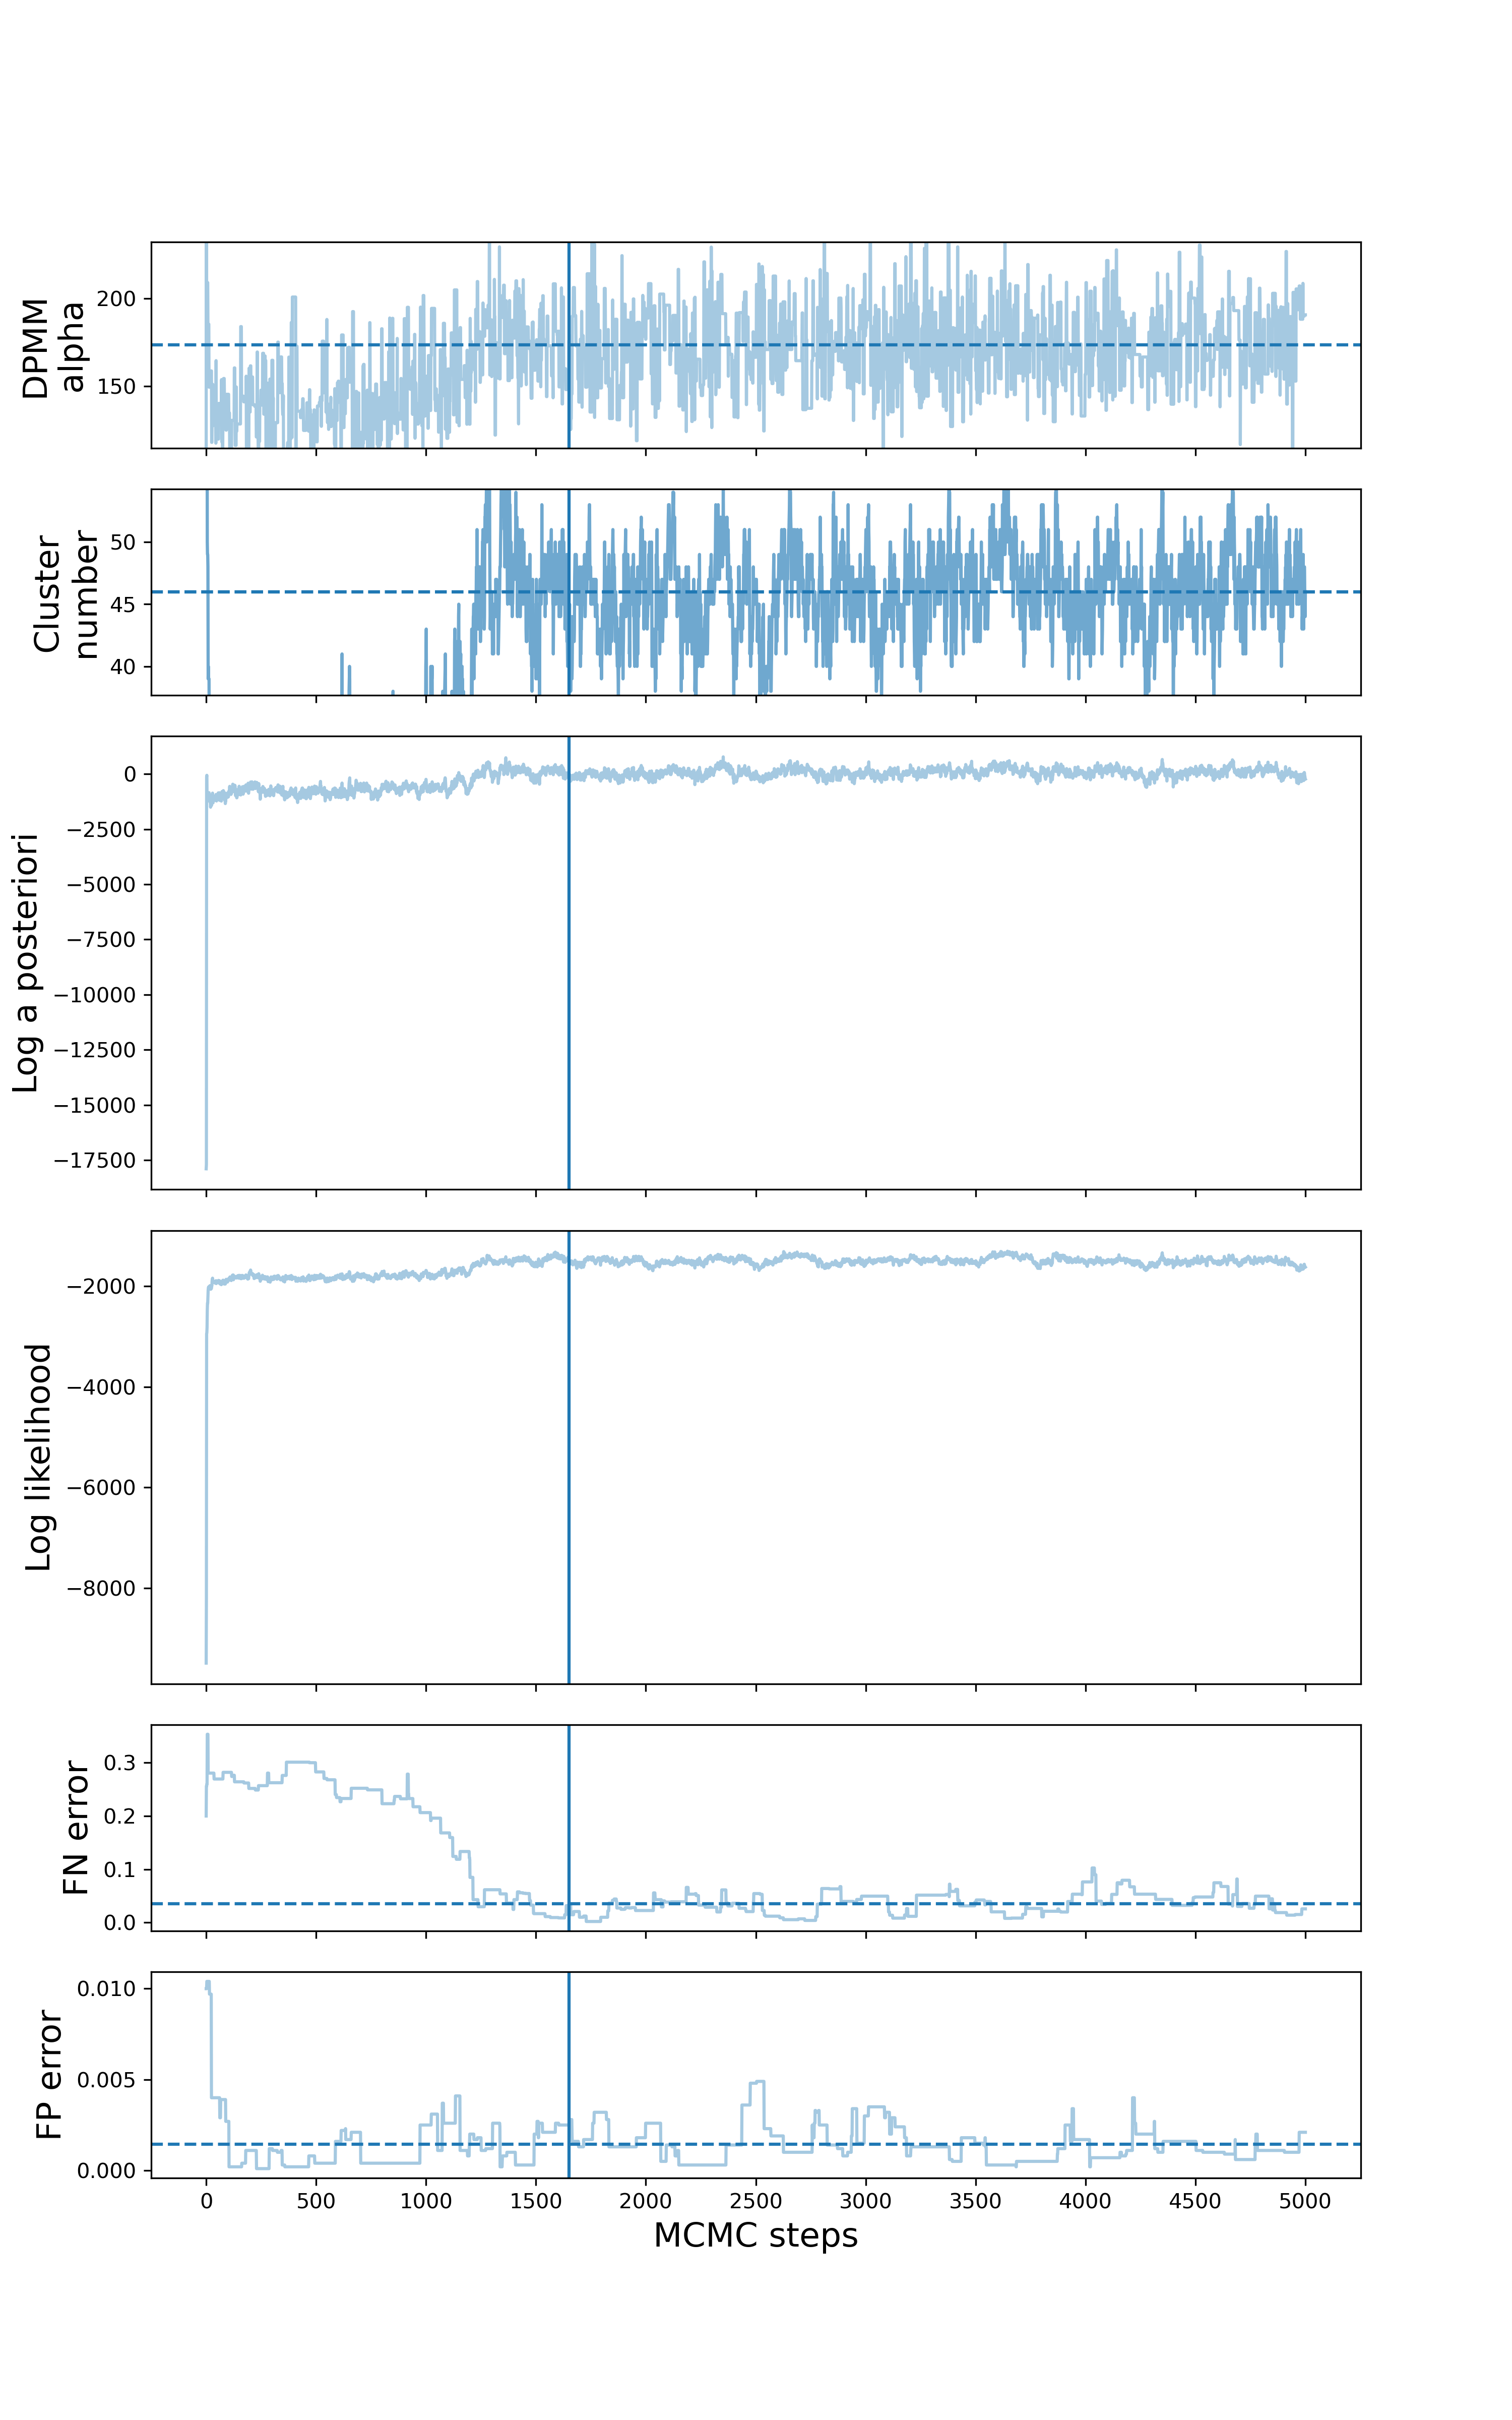 DPMM
alpha
200
150
Cluster
number
50
45
40
Log a posteriori
0
−2500
−5000
−7500
−10000
−12500
−15000
−17500
Log likelihood
−2000
−4000
−6000
−8000
FN error
0.3
0.2
0.1
0.0
FP error
0.010
0.005
0.000
0 500 1000 1500 2000 2500 3000 3500 4000 4500 5000
MCMC steps